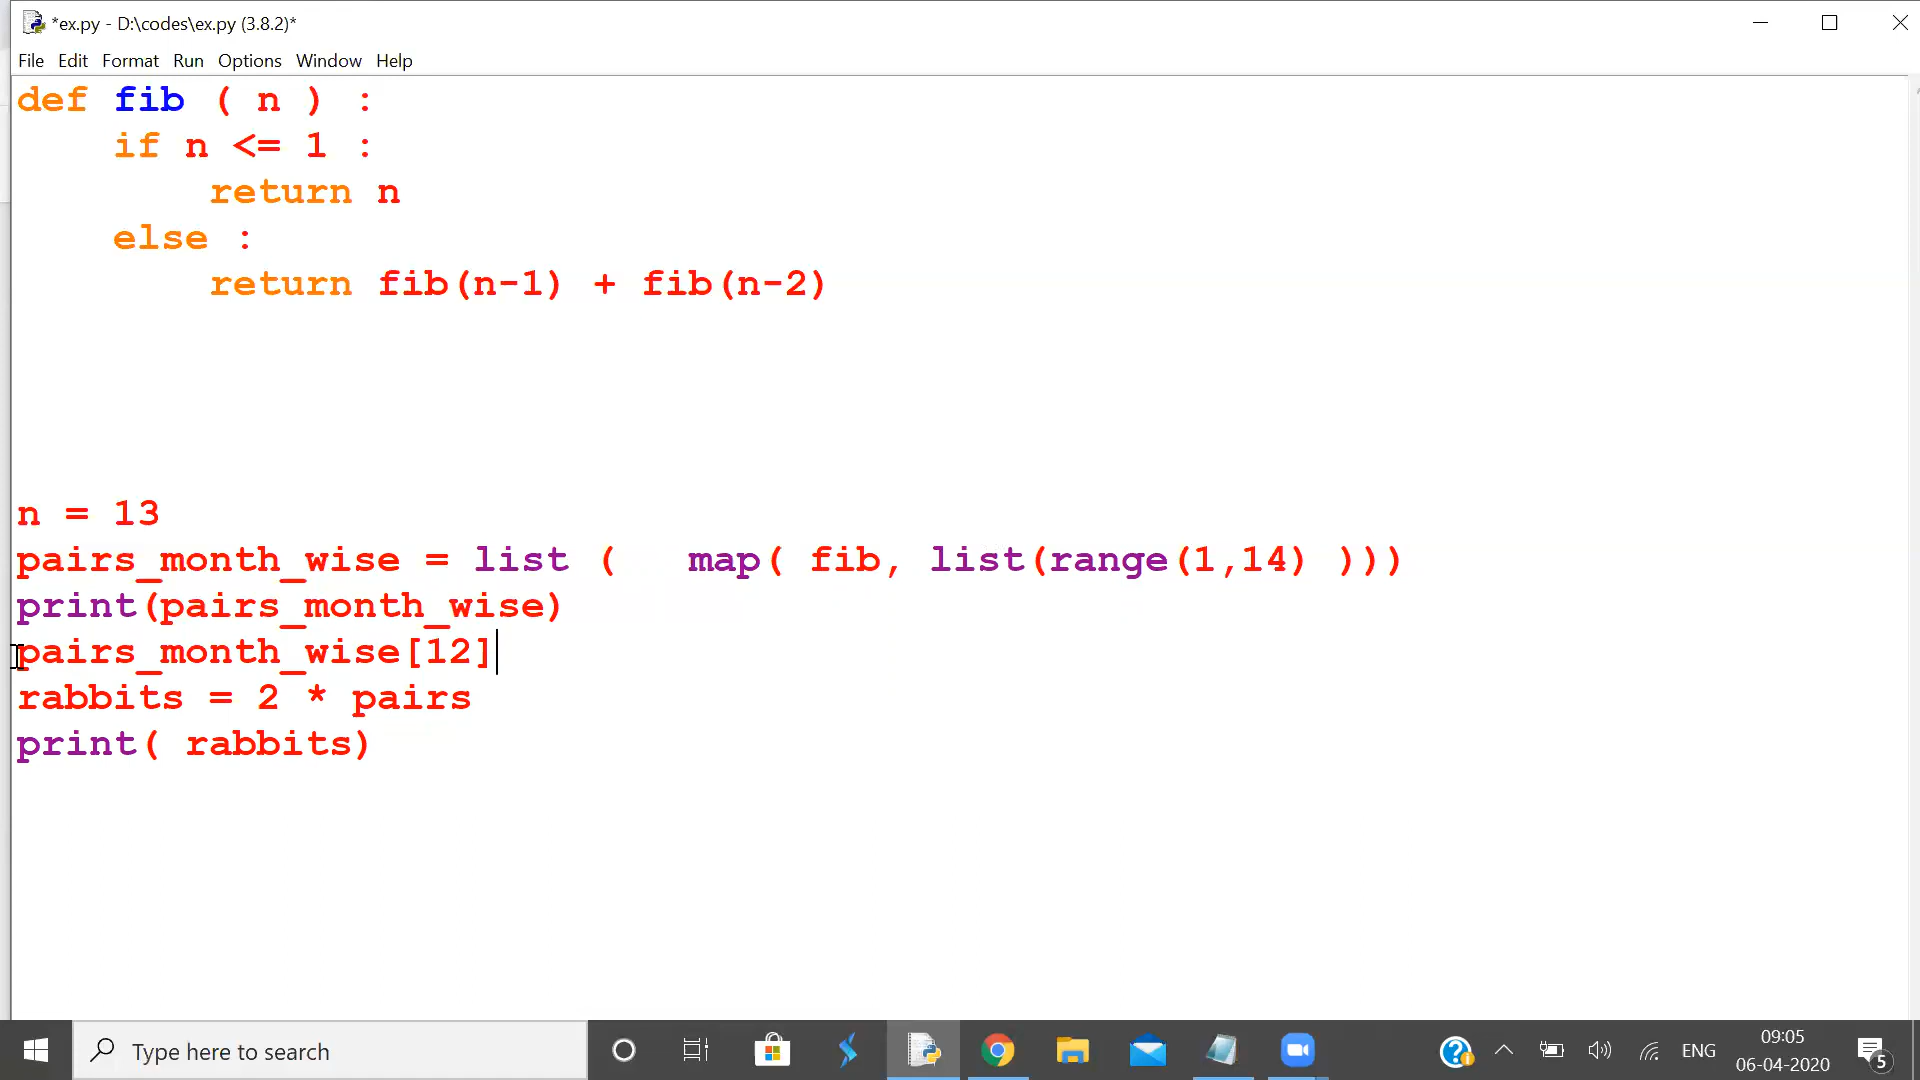 *ex.py - D:\codes\ex.py (3.8.2)*
File Edit Format Run Options Window Help
def fib ( n ) :
    if n <= 1 :
        return n
    else :
        return fib(n-1) + fib(n-2)
n = 13
pairs_month_wise = list (   map( fib, list(range(1,14) )))
print(pairs_month_wise)
pairs_month_wise[12]
rabbits = 2 * pairs
print( rabbits)
Type here to search
ENG
09:05
06-04-2020
5